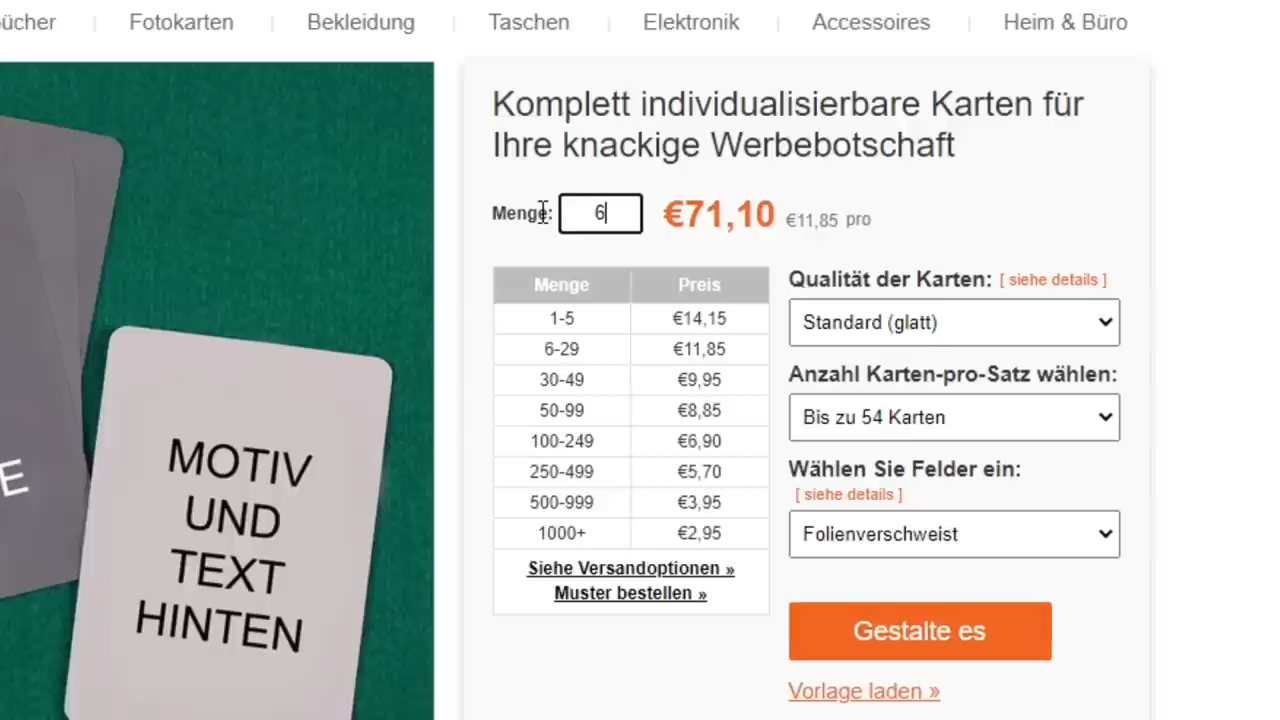 Fotokarten
Bekleidung
Taschen
Elektronik
Accessoires
Heim & Büro
Komplett individualisierbare Karten für
Ihre knackige Werbebotschaft
Menge: 6 €71,10 €11,85 pro
Menge Preis
1-5 €14,15
6-29 €11,85
30-49 €9,95
50-99 €8,85
100-249 €6,90
250-499 €5,70
500-999 €3,95
1000+ €2,95
Siehe Versandoptionen »
Muster bestellen »
Qualität der Karten: [ siehe details ]
Standard (glatt)
Anzahl Karten-pro-Satz wählen:
Bis zu 54 Karten
Wählen Sie Felder ein:
[ siehe details ]
Folienverschweist
Gestalte es
Vorlage laden »
MOTIV
UND
TEXT
HINTEN